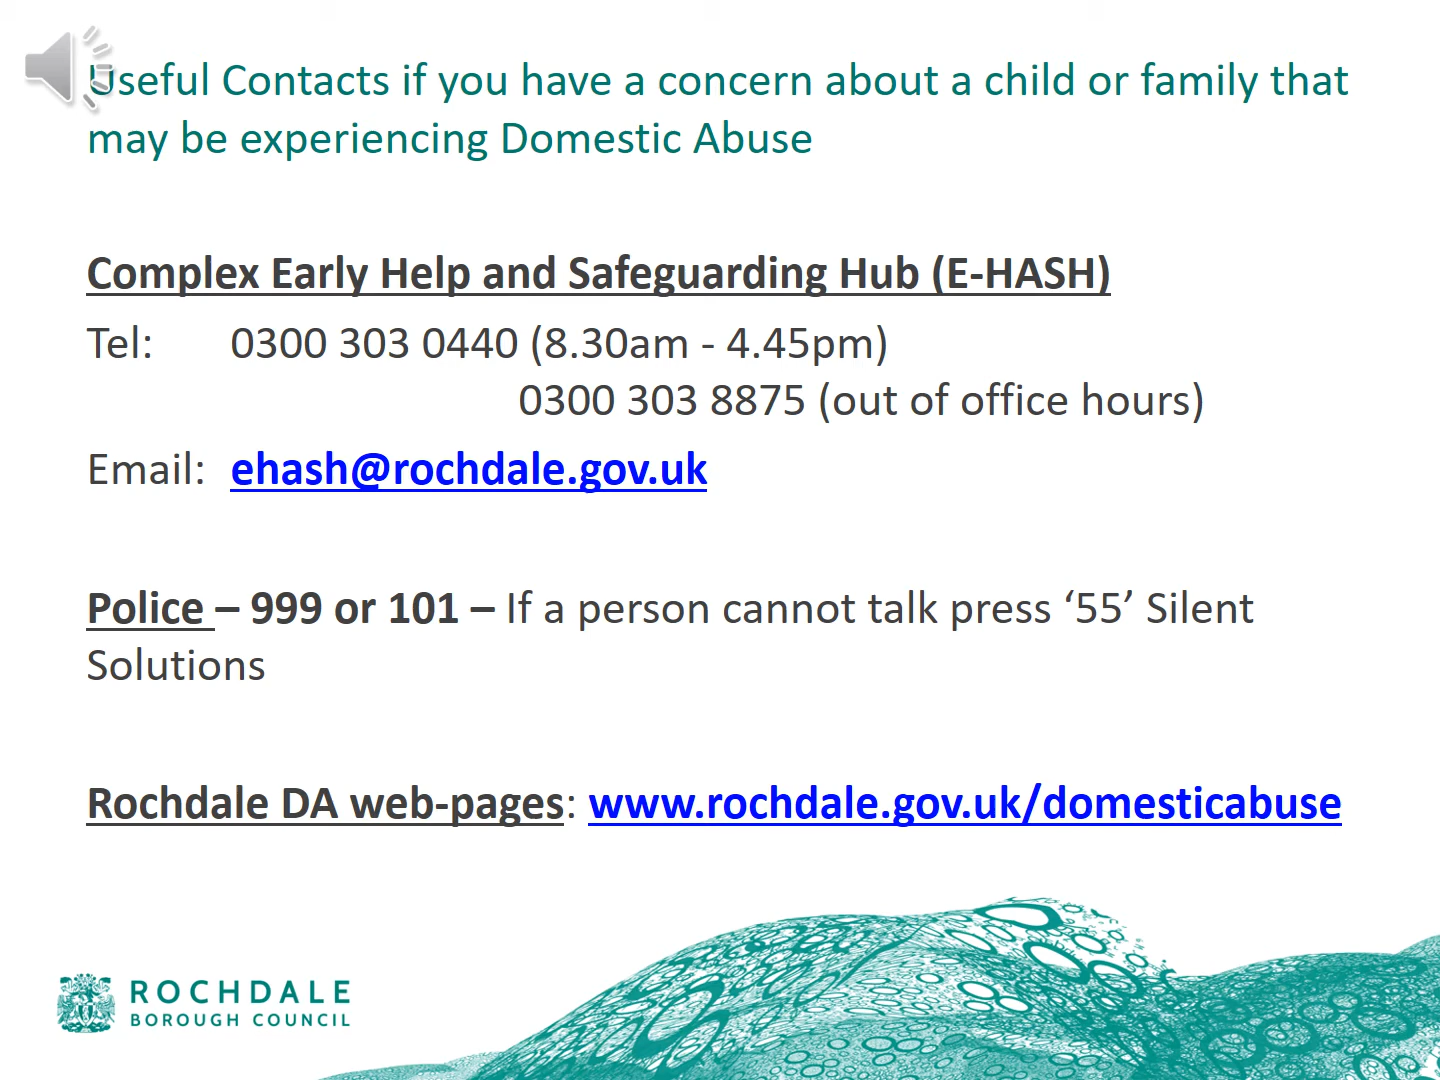 Useful Contacts if you have a concern about a child or family that
may be experiencing Domestic Abuse
Complex Early Help and Safeguarding Hub (E-HASH)
Tel: 0300 303 0440 (8.30am - 4.45pm)
0300 303 8875 (out of office hours)
Email: ehash@rochdale.gov.uk
Police – 999 or 101 – If a person cannot talk press ‘55’ Silent
Solutions
Rochdale DA web-pages: www.rochdale.gov.uk/domesticabuse
ROCHDALE
BOROUGH COUNCIL